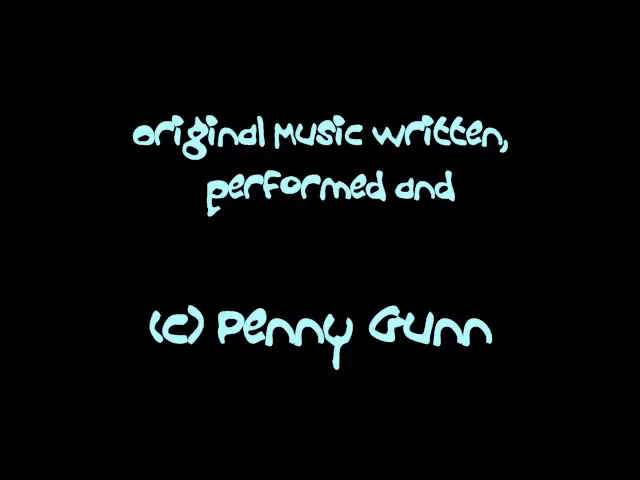 original music written,
performed and
(c) Penny Gunn